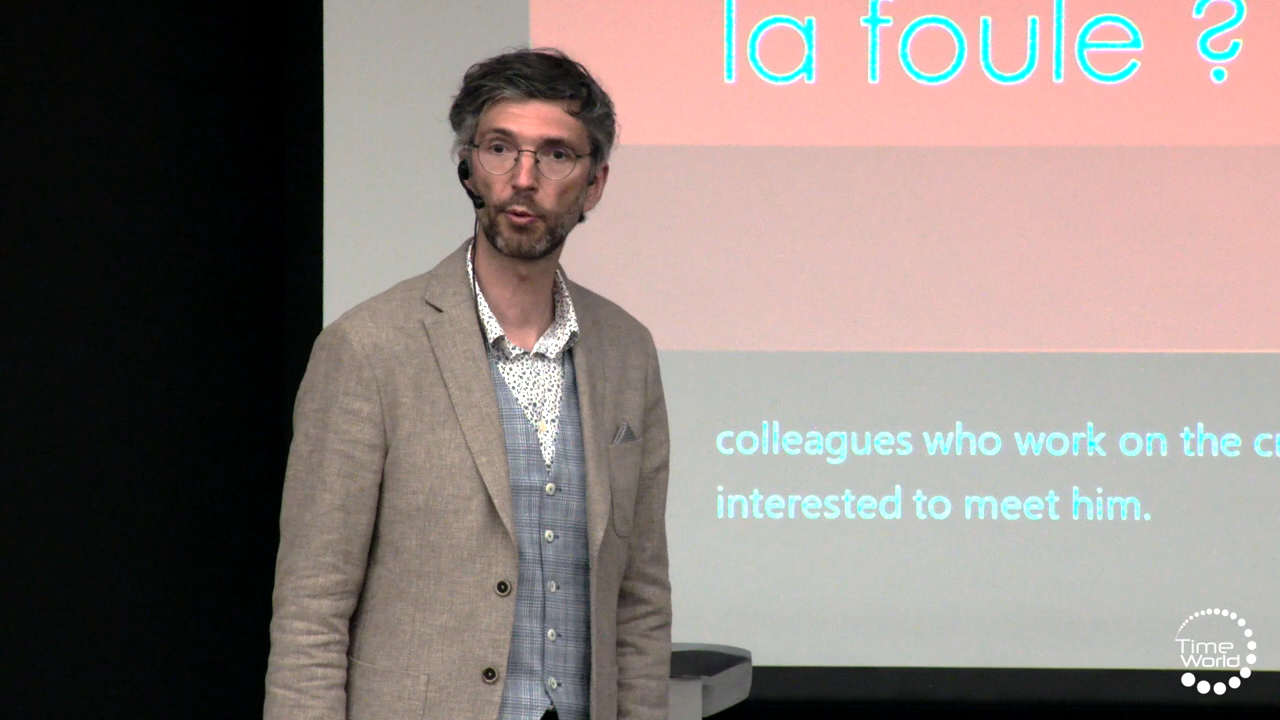 la foule ?
colleagues who work on the
interested to meet him.
Time
World